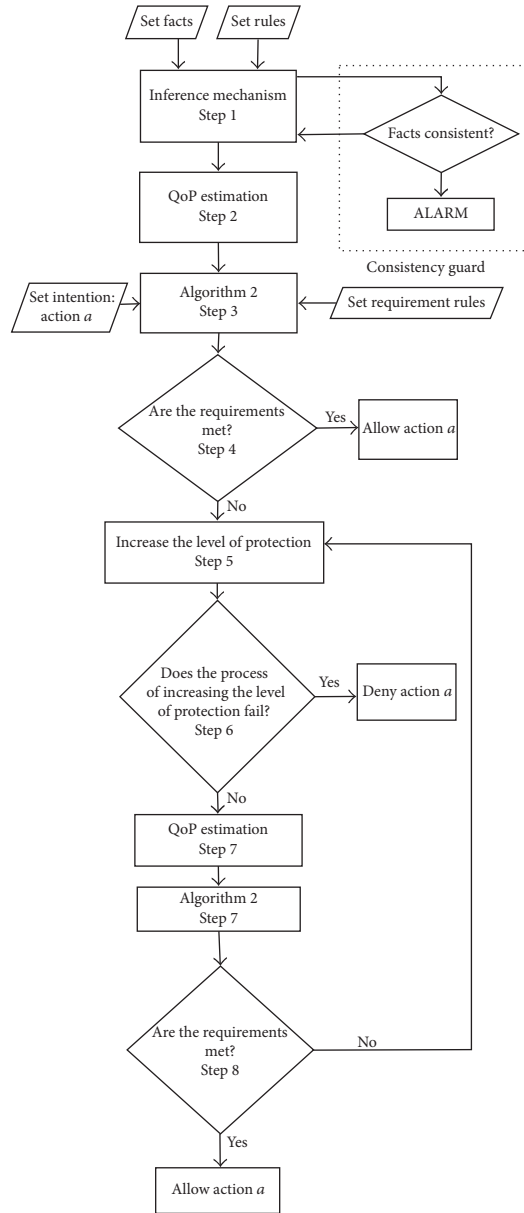 Set facts
Set rules
Inference mechanism
Step 1
Facts consistent?
ALARM
Consistency guard
QoP estimation
Step 2
Set intention:
action a
Algorithm 2
Step 3
Set requirement rules
Are the requirements
met?
Step 4
Yes
Allow action a
No
Increase the level of protection
Step 5
Does the process
of increasing the level
of protection fail?
Step 6
Yes
Deny action a
No
QoP estimation
Step 7
Algorithm 2
Step 7
Are the requirements
met?
Step 8
No
Yes
Allow action a